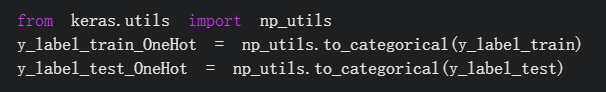 from keras.utils import np_utils
y_label_train_OneHot = np_utils.to_categorical(y_label_train)
y_label_test_OneHot = np_utils.to_categorical(y_label_test)